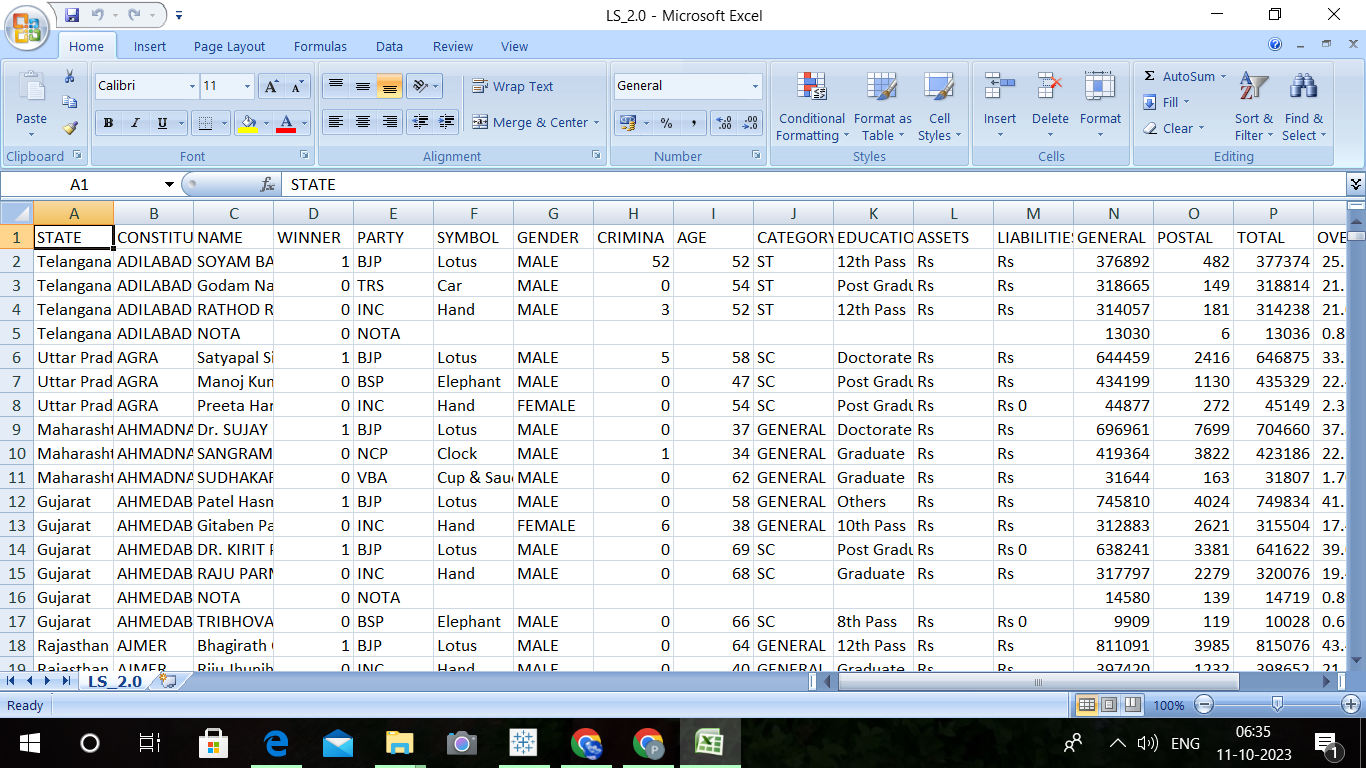 LS_2.0 - Microsoft Excel
Home Insert Page Layout Formulas Data Review View
Paste
Clipboard
Calibri 11 A A
B I U A
Font
Wrap Text
Merge & Center
Alignment
General
% ,
Number
Conditional Formatting
Format as Table
Cell Styles
Styles
Insert Delete Format
Cells
Σ AutoSum
Fill
Clear
Sort & Filter
Find & Select
Editing
A1 fx STATE
A B C D E F G H I J K L M N O P
1 STATE CONSTITU NAME WINNER PARTY SYMBOL GENDER CRIMINA AGE CATEGORY EDUCATIO ASSETS LIABILITIES GENERAL POSTAL TOTAL OVE
2 Telangana ADILABAD SOYAM BA 1 BJP Lotus MALE 52 52 ST 12th Pass Rs Rs 376892 482 377374 25.
3 Telangana ADILABAD Godam Na 0 TRS Car MALE 0 54 ST Post Gradu Rs Rs 318665 149 318814 21.
4 Telangana ADILABAD RATHOD R 0 INC Hand MALE 3 52 ST 12th Pass Rs Rs 314057 181 314238 21.
5 Telangana ADILABAD NOTA 0 NOTA 13030 6 13036 0.8
6 Uttar Prad AGRA Satyapal Si 1 BJP Lotus MALE 5 58 SC Doctorate Rs Rs 644459 2416 646875 33.
7 Uttar Prad AGRA Manoj Kun 0 BSP Elephant MALE 0 47 SC Post Gradu Rs Rs 434199 1130 435329 22.
8 Uttar Prad AGRA Preeta Har 0 INC Hand FEMALE 0 54 SC Post Gradu Rs Rs 0 44877 272 45149 2.3
9 Maharasht AHMADNA Dr. SUJAY 1 BJP Lotus MALE 0 37 GENERAL Doctorate Rs Rs 696961 7699 704660 37.
10 Maharasht AHMADNA SANGRAM 0 NCP Clock MALE 1 34 GENERAL Graduate Rs Rs 419364 3822 423186 22.
11 Maharasht AHMADNA SUDHAKAR 0 VBA Cup & Sau MALE 0 62 GENERAL Graduate Rs Rs 31644 163 31807 1.7
12 Gujarat AHMEDAB Patel Hasm 1 BJP Lotus MALE 0 58 GENERAL Others Rs Rs 745810 4024 749834 41.
13 Gujarat AHMEDAB Gitaben Pa 0 INC Hand FEMALE 6 38 GENERAL 10th Pass Rs Rs 312883 2621 315504 17.
14 Gujarat AHMEDAB DR. KIRIT P 1 BJP Lotus MALE 0 69 SC Post Gradu Rs Rs 0 638241 3381 641622 39.
15 Gujarat AHMEDAB RAJU PARM 0 INC Hand MALE 0 68 SC Graduate Rs Rs 317797 2279 320076 19.
16 Gujarat AHMEDAB NOTA 0 NOTA 14580 139 14719 0.8
17 Gujarat AHMEDAB TRIBHOVA 0 BSP Elephant MALE 0 66 SC 8th Pass Rs Rs 0 9909 119 10028 0.6
18 Rajasthan AJMER Bhagirath 1 BJP Lotus MALE 0 64 GENERAL 12th Pass Rs Rs 811091 3985 815076 43.
19 Rajasthan AJMER 0 INC Hand MALE 0 40 GENERAL Graduate Rs Rs 397420 1232 398652 21
LS_2.0
Ready 100%
ENG
06:35
11-10-2023
1